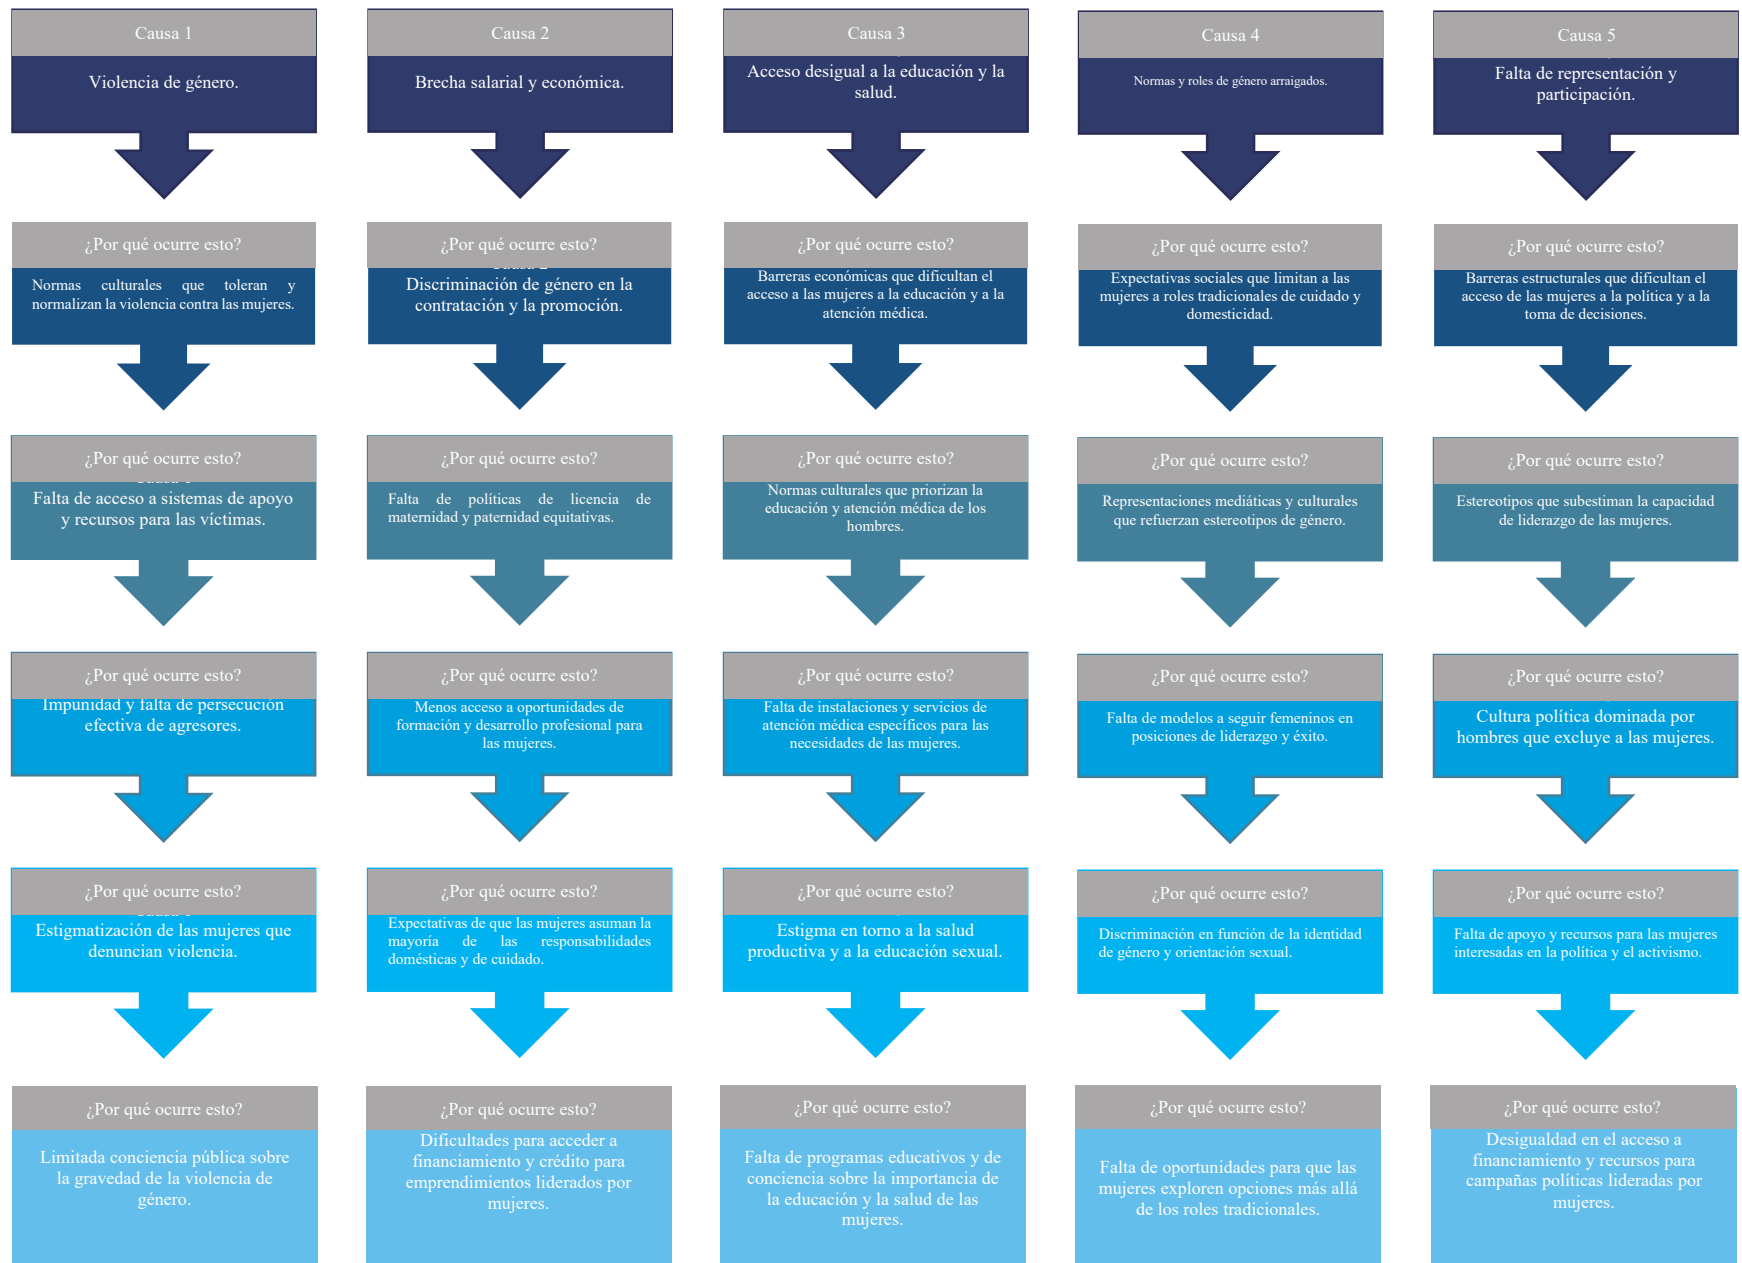 Causa 1
Violencia de género.
¿Por qué ocurre esto?
Normas culturales que toleran y
normalizan la violencia contra las mujeres.
¿Por qué ocurre esto?
Falta de acceso a sistemas de apoyo
y recursos para las víctimas.
¿Por qué ocurre esto?
Impunidad y falta de persecución
efectiva de agresores.
¿Por qué ocurre esto?
Estigmatización de las mujeres que
denuncian violencia.
¿Por qué ocurre esto?
Limitada conciencia pública sobre
la gravedad de la violencia de
género.
Causa 2
Brecha salarial y económica.
¿Por qué ocurre esto?
Discriminación de género en la
contratación y la promoción.
¿Por qué ocurre esto?
Falta de políticas de licencia de
maternidad y paternidad equitativas.
¿Por qué ocurre esto?
Menos acceso a oportunidades de
formación y desarrollo profesional para
las mujeres.
¿Por qué ocurre esto?
Expectativas de que las mujeres asuman la
mayoría de las responsabilidades
domésticas y de cuidado.
¿Por qué ocurre esto?
Dificultades para acceder a
financiamiento y crédito para
emprendimientos liderados por
mujeres.
Causa 3
Acceso desigual a la educación y la
salud.
¿Por qué ocurre esto?
Barreras económicas que dificultan el
acceso a las mujeres a la educación y a la
atención médica.
¿Por qué ocurre esto?
Normas culturales que priorizan la
educación y atención médica de los
hombres.
¿Por qué ocurre esto?
Falta de instalaciones y servicios de
atención médica específicos para las
necesidades de las mujeres.
¿Por qué ocurre esto?
Estigma en torno a la salud
productiva y a la educación sexual.
¿Por qué ocurre esto?
Falta de programas educativos y de
conciencia sobre la importancia de
la educación y la salud de las
mujeres.
Causa 4
Normas y roles de género arraigados.
¿Por qué ocurre esto?
Expectativas sociales que limitan a las
mujeres a roles tradicionales de cuidado y
domesticidad.
¿Por qué ocurre esto?
Representaciones mediáticas y culturales
que refuerzan estereotipos de género.
¿Por qué ocurre esto?
Falta de modelos a seguir femeninos en
posiciones de liderazgo y éxito.
¿Por qué ocurre esto?
Discriminación en función de la identidad
de género y orientación sexual.
¿Por qué ocurre esto?
Falta de oportunidades para que las
mujeres exploren opciones más allá
de los roles tradicionales.
Causa 5
Falta de representación y
participación.
¿Por qué ocurre esto?
Barreras estructurales que dificultan el
acceso de las mujeres a la política y a la
toma de decisiones.
¿Por qué ocurre esto?
Estereotipos que subestiman la capacidad
de liderazgo de las mujeres.
¿Por qué ocurre esto?
Cultura política dominada por
hombres que excluye a las mujeres.
¿Por qué ocurre esto?
Falta de apoyo y recursos para las mujeres
interesadas en la política y el activismo.
¿Por qué ocurre esto?
Desigualdad en el acceso a
financiamiento y recursos para
campañas políticas lideradas por
mujeres.